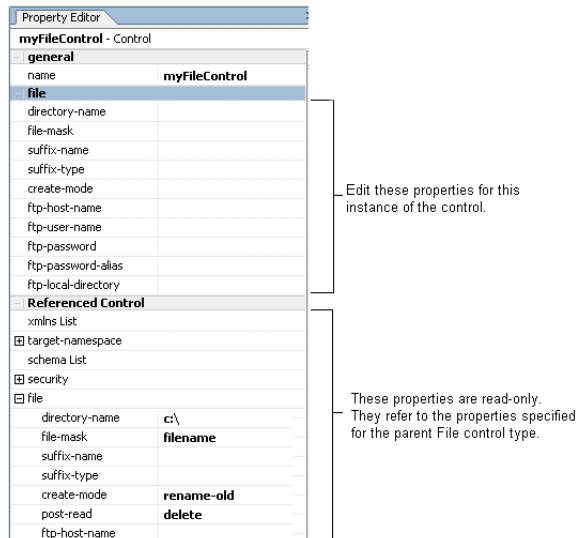 Property Editor
myFileControl - Control
general
name myFileControl
file
directory-name
file-mask
suffix-name
suffix-type
create-mode
ftp-host-name
ftp-user-name
ftp-password
ftp-password-alias
ftp-local-directory
Edit these properties for this
instance of the control.
Referenced Control
xmlns List
target-namespace
schema List
security
file
directory-name c:\
file-mask filename
suffix-name
suffix-type
create-mode rename-old
post-read delete
ftp-host-name
These properties are read-only.
They refer to the properties specified
for the parent File control type.